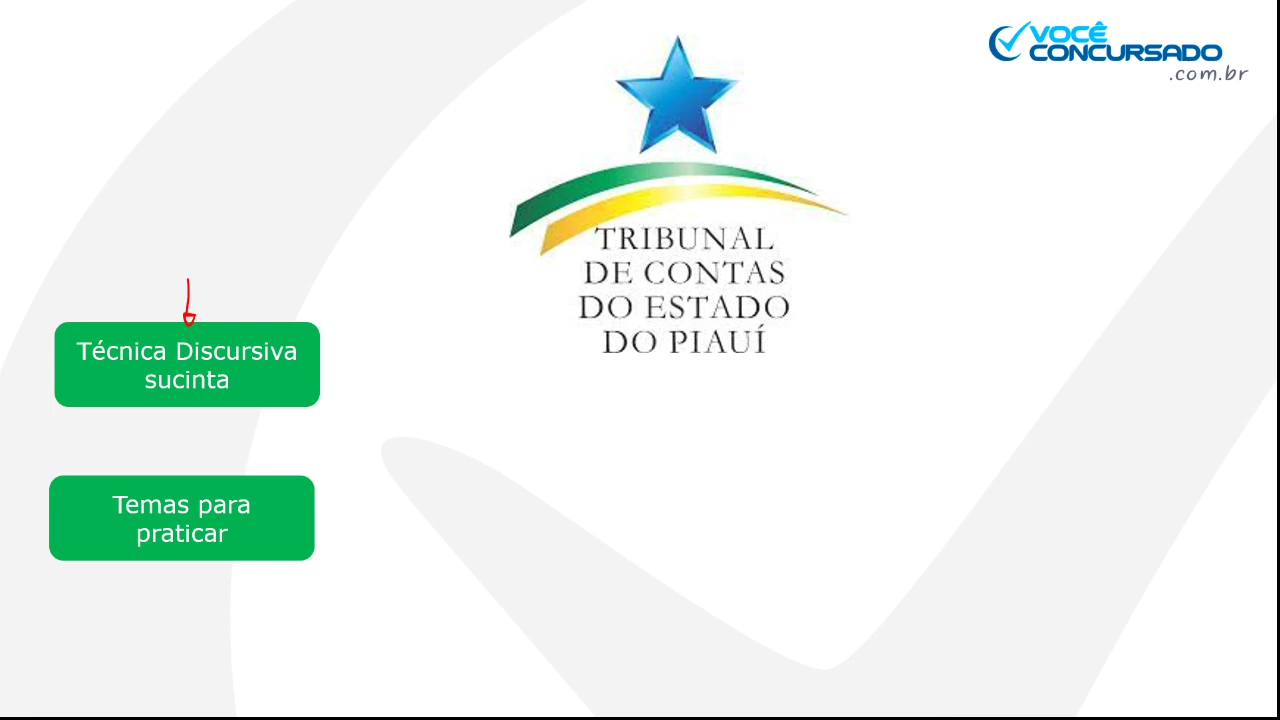 VOCÊ
CONCURSADO
.com.br
TRIBUNAL
DE CONTAS
DO ESTADO
DO PIAUÍ
Técnica Discursiva
sucinta
Temas para
praticar